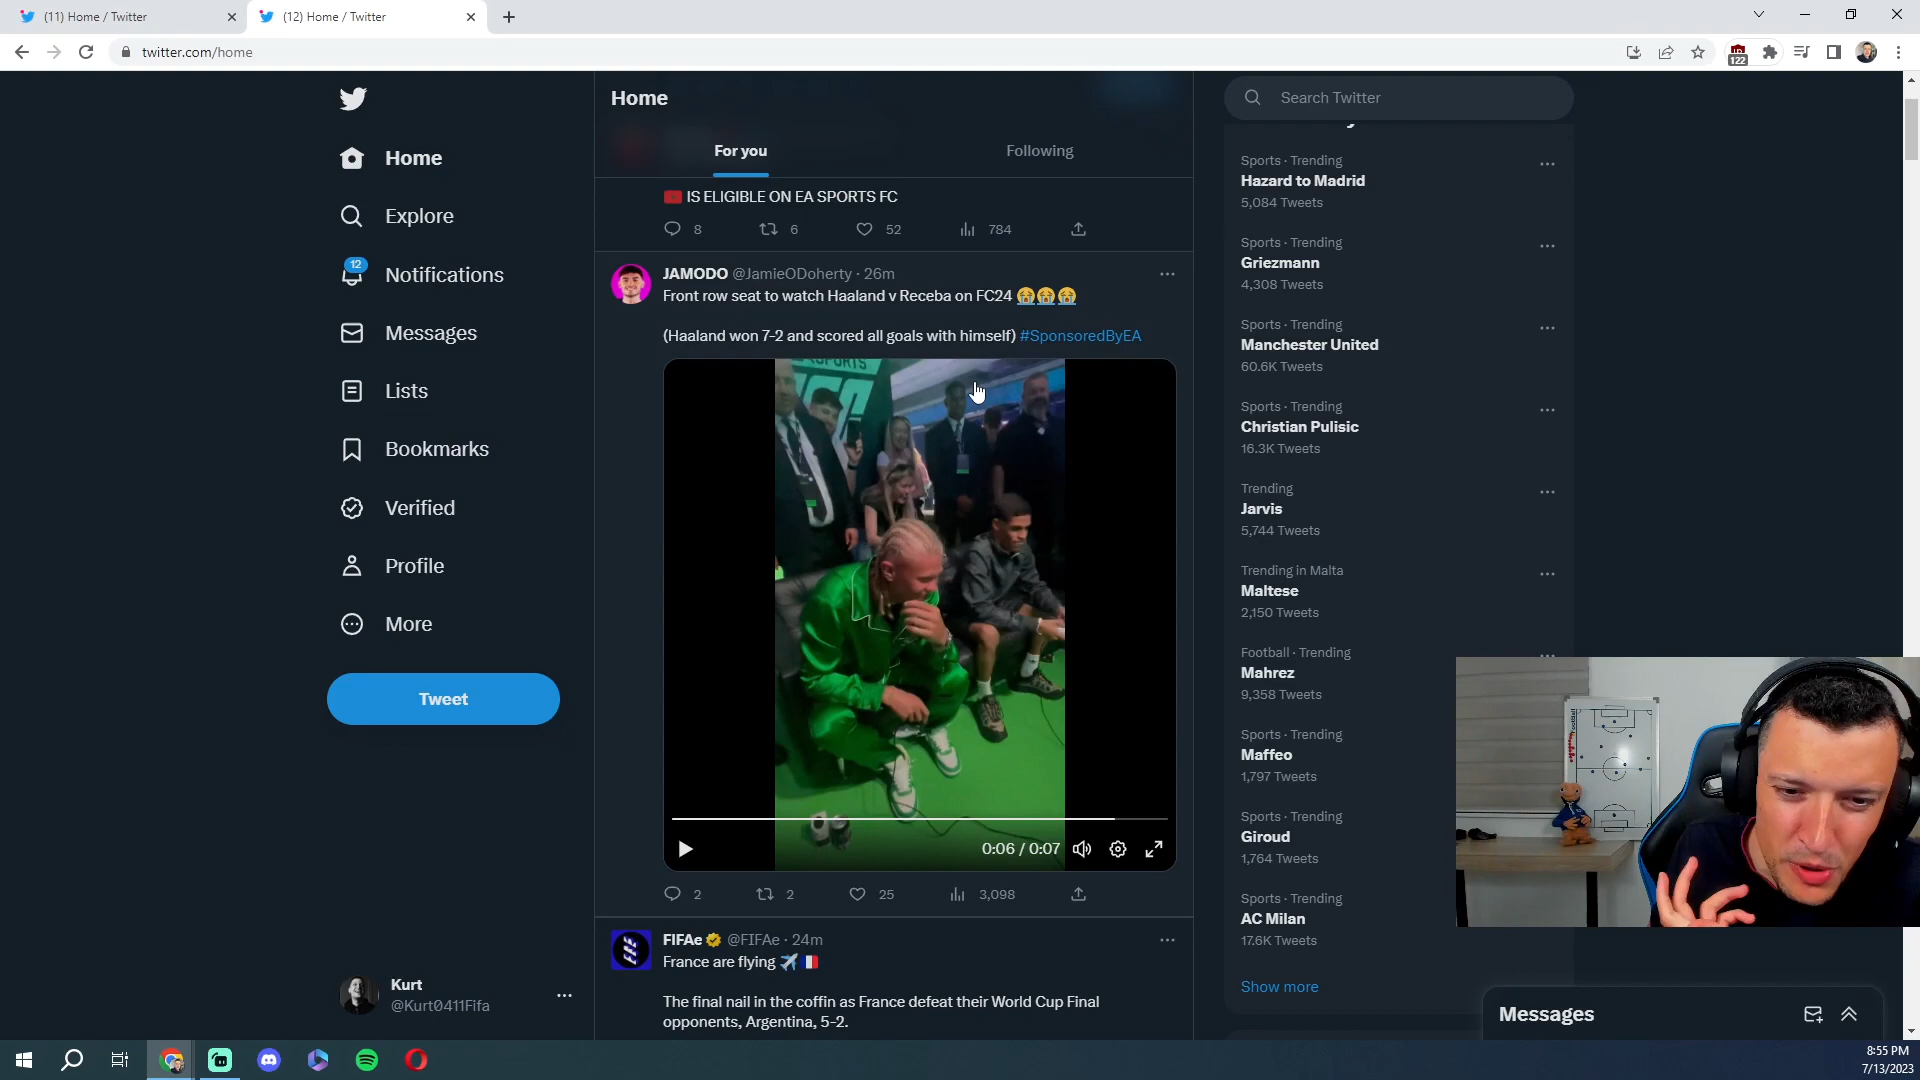 (11) Home / Twitter
(12) Home / Twitter
twitter.com/home
122
Home
Explore
12
Notifications
Messages
Lists
Bookmarks
Verified
Profile
More
Tweet
Kurt
@Kurt0411Fifa
Home
For you
Following
IS ELIGIBLE ON EA SPORTS FC
8
6
52
784
JAMODO @JamieODoherty · 26m
Front row seat to watch Haaland v Receba on FC24 😭😭😭
(Haaland won 7-2 and scored all goals with himself) #SponsoredByEA
0:06 / 0:07
2
2
25
3,098
FIFAe @FIFAe · 24m
France are flying ✈️ 🇫🇷
The final nail in the coffin as France defeat their World Cup Final
opponents, Argentina, 5-2.
Search Twitter
Sports · Trending
Hazard to Madrid
5,084 Tweets
Sports · Trending
Griezmann
4,308 Tweets
Sports · Trending
Manchester United
60.6K Tweets
Sports · Trending
Christian Pulisic
16.3K Tweets
Trending
Jarvis
5,744 Tweets
Trending in Malta
Maltese
2,150 Tweets
Football · Trending
Mahrez
9,358 Tweets
Sports · Trending
Maffeo
1,797 Tweets
Sports · Trending
Giroud
1,764 Tweets
Sports · Trending
AC Milan
17.6K Tweets
Show more
Messages
8:55 PM
7/13/2023